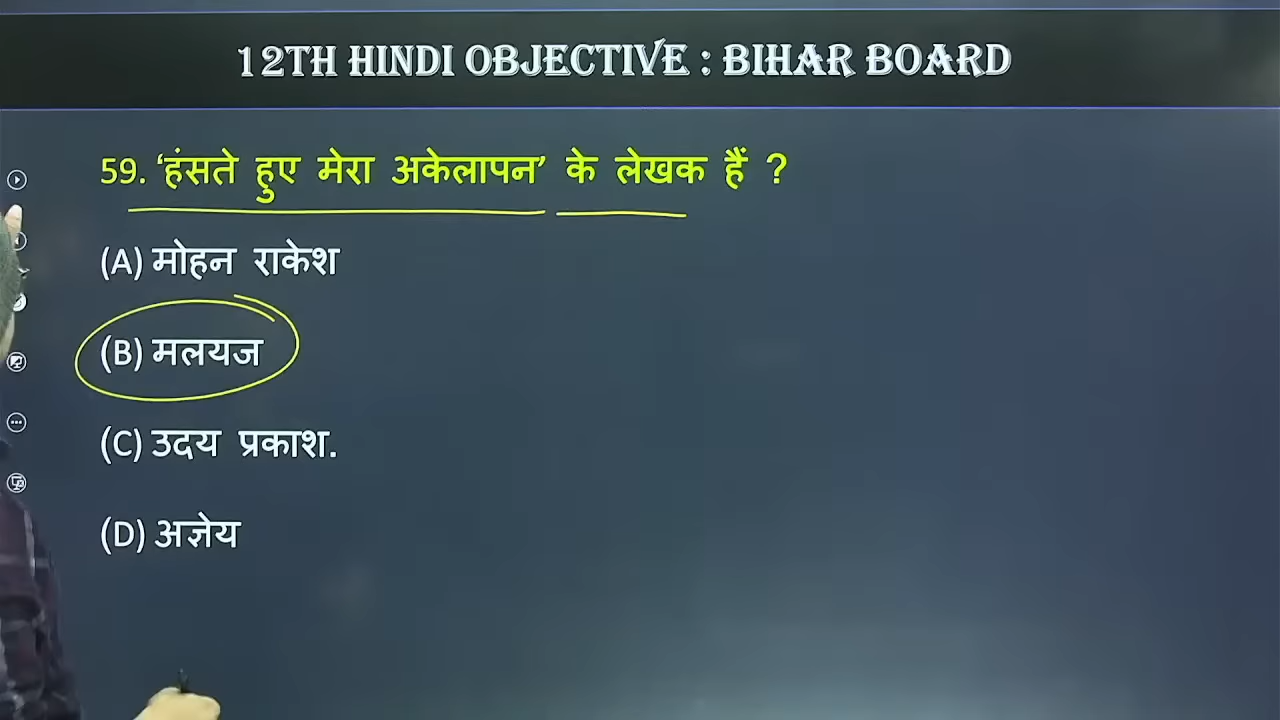 12TH HINDI OBJECTIVE : BIHAR BOARD
59. ‘हंसते हुए मेरा अकेलापन’ के लेखक हैं ?
(A) मोहन राकेश
(B) मलयज
(C) उदय प्रकाश.
(D) अज्ञेय